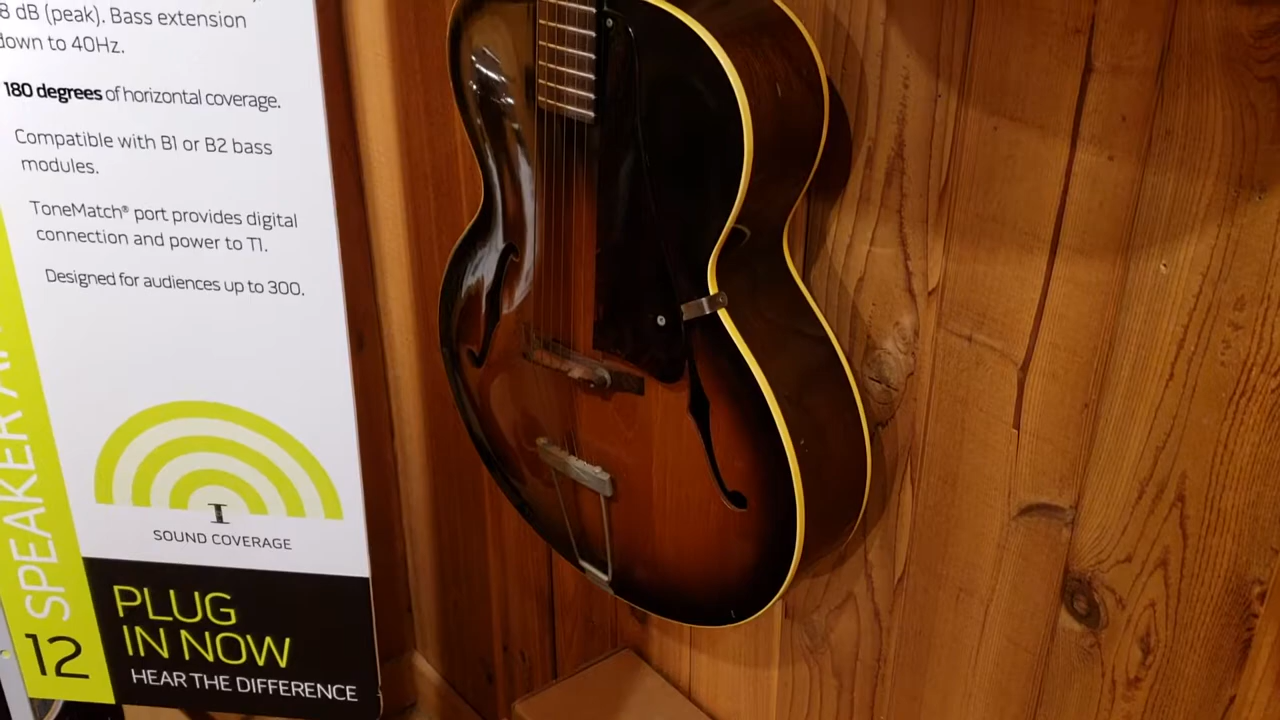 8 dB (peak). Bass extension
down to 40Hz.
180 degrees of horizontal coverage.
Compatible with B1 or B2 bass
modules.
ToneMatch® port provides digital
connection and power to T1.
Designed for audiences up to 300.
SOUND COVERAGE
SPEAKER
12
PLUG
IN NOW
HEAR THE DIFFERENCE